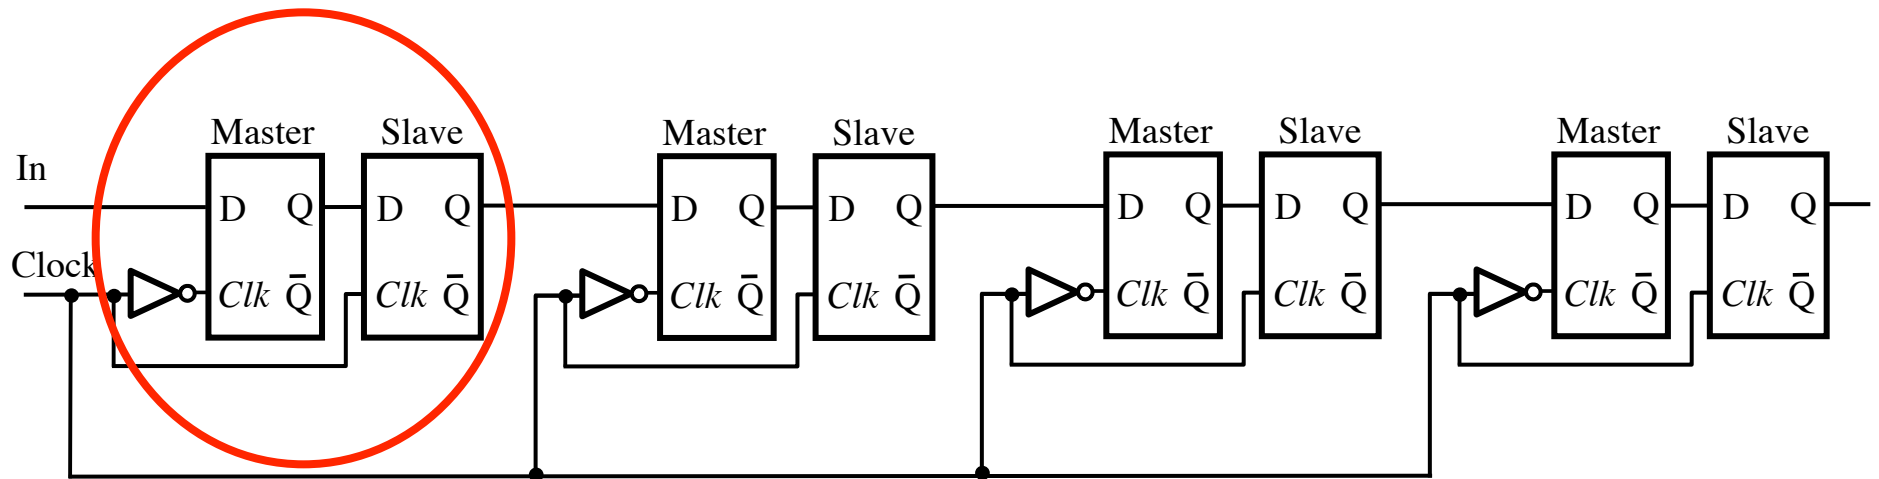 Master Slave Master Slave Master Slave Master Slave
In
D Q D Q D Q D Q D Q D Q D Q D Q
Clock
Clk Q̅ Clk Q̅ Clk Q̅ Clk Q̅ Clk Q̅ Clk Q̅ Clk Q̅ Clk Q̅